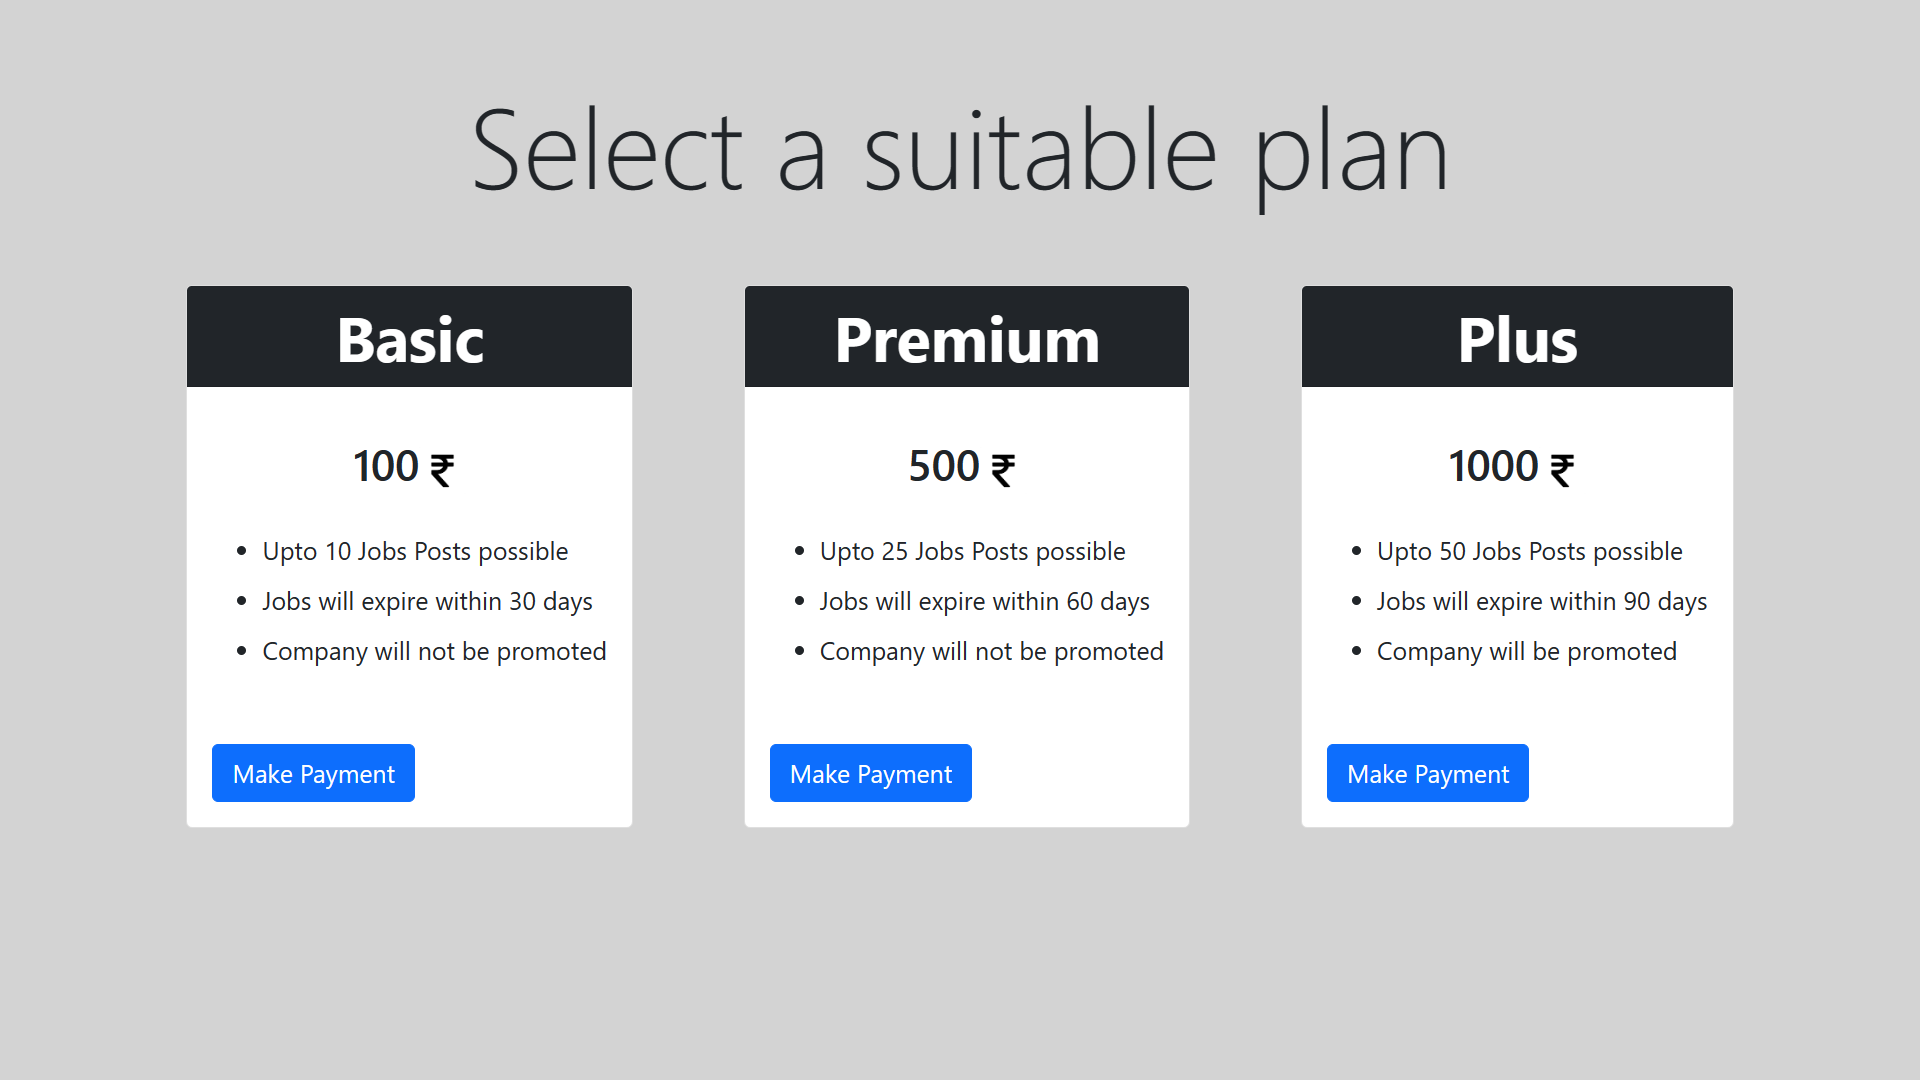 Select a suitable plan
Basic
100 ₹
• Upto 10 Jobs Posts possible
• Jobs will expire within 30 days
• Company will not be promoted
Make Payment
Premium
500 ₹
• Upto 25 Jobs Posts possible
• Jobs will expire within 60 days
• Company will not be promoted
Make Payment
Plus
1000 ₹
• Upto 50 Jobs Posts possible
• Jobs will expire within 90 days
• Company will be promoted
Make Payment